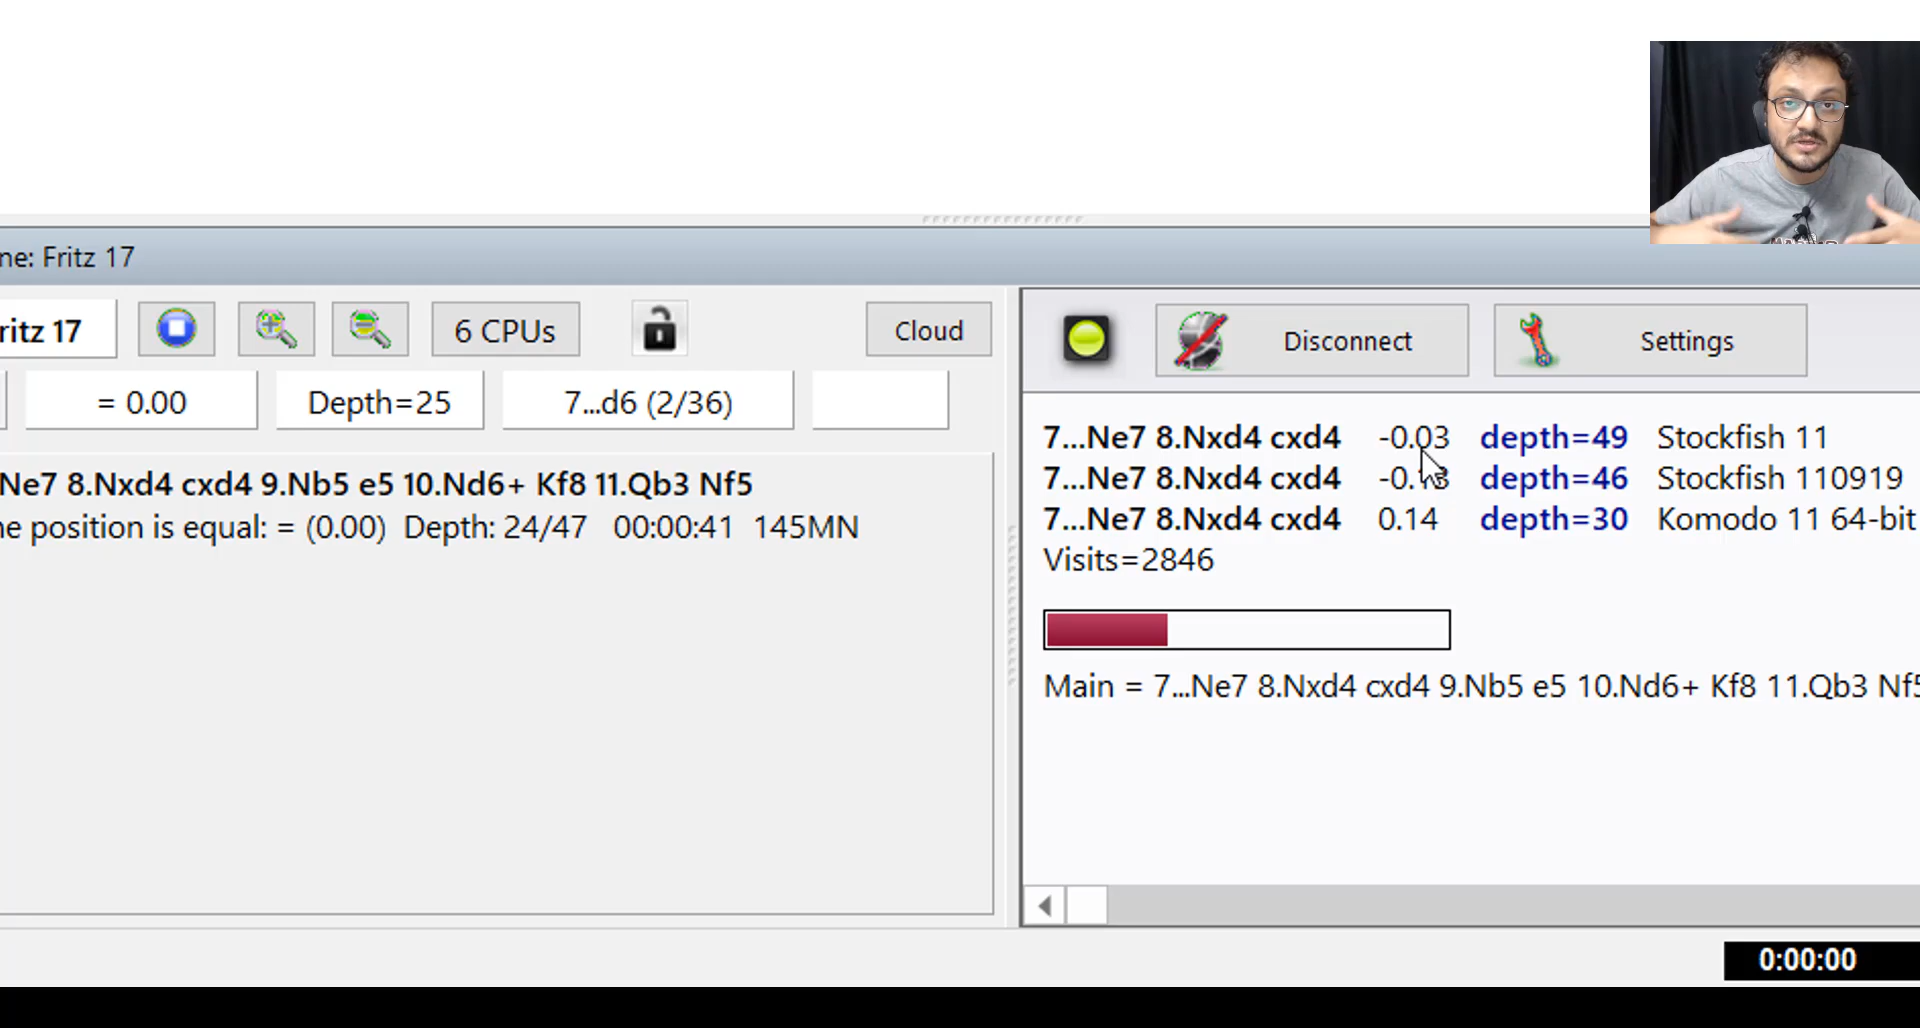 ne: Fritz 17
ritz 17
6 CPUs
Cloud
Disconnect
Settings
= 0.00
Depth=25
7...d6 (2/36)
7...Ne7 8.Nxd4 cxd4 -0.03 depth=49 Stockfish 11
7...Ne7 8.Nxd4 cxd4 depth=46 Stockfish 110919
7...Ne7 8.Nxd4 cxd4 0.14 depth=30 Komodo 11 64-bit
Visits=2846
Ne7 8.Nxd4 cxd4 9.Nb5 e5 10.Nd6+ Kf8 11.Qb3 Nf5
ne position is equal: = (0.00) Depth: 24/47 00:00:41 145MN
Main = 7...Ne7 8.Nxd4 cxd4 9.Nb5 e5 10.Nd6+ Kf8 11.Qb3 Nf5
0:00:00